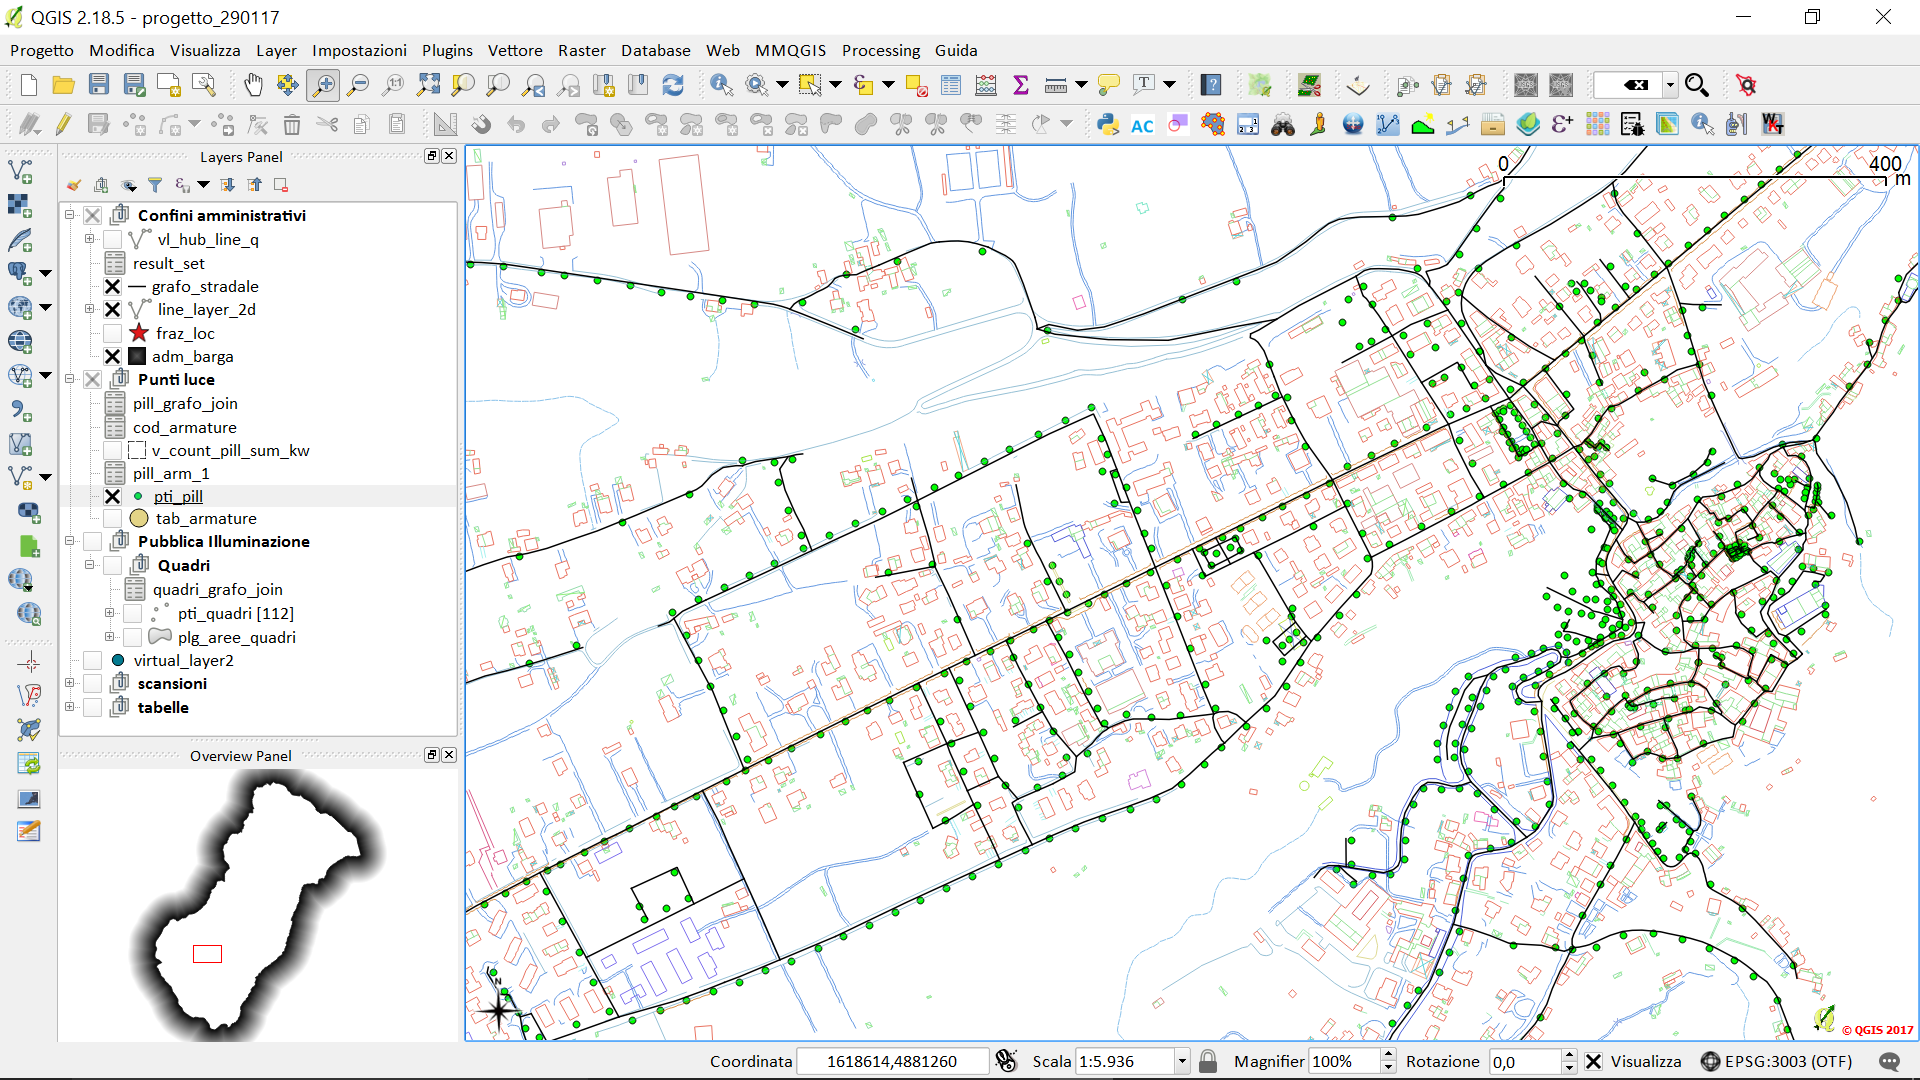 QGIS 2.18.5 - progetto_290117
Progetto Modifica Visualizza Layer Impostazioni Plugins Vettore Raster Database Web MMQGIS Processing Guida
Layers Panel
Confini amministrativi
vl_hub_line_q
result_set
grafo_stradale
line_layer_2d
fraz_loc
adm_barga
Punti luce
pill_grafo_join
cod_armature
v_count_pill_sum_kw
pill_arm_1
pti_pill
tab_armature
Pubblica Illuminazione
Quadri
quadri_grafo_join
pti_quadri [112]
plg_aree_quadri
virtual_layer2
scansioni
tabelle
Overview Panel
0 400
m
N
© QGIS 2017
Coordinata 1618614,4881260 Scala 1:5.936 Magnifier 100% Rotazione 0,0 Visualizza EPSG:3003 (OTF)